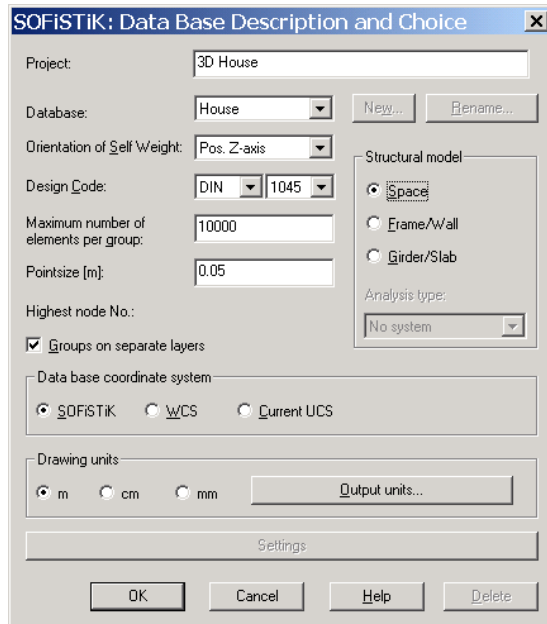 SOFiSTiK: Data Base Description and Choice
Project: 3D House
Database: House New... Rename...
Orientation of Self Weight: Pos. Z-axis
Structural model
Design Code: DIN 1045
Space
Maximum number of
elements per group: 10000
Frame/Wall
Girder/Slab
Pointsize [m]: 0.05
Analysis type:
Highest node No.:
No system
Groups on separate layers
Data base coordinate system
SOFiSTiK WCS Current UCS
Drawing units
m cm mm Output units...
Settings
OK Cancel Help Delete